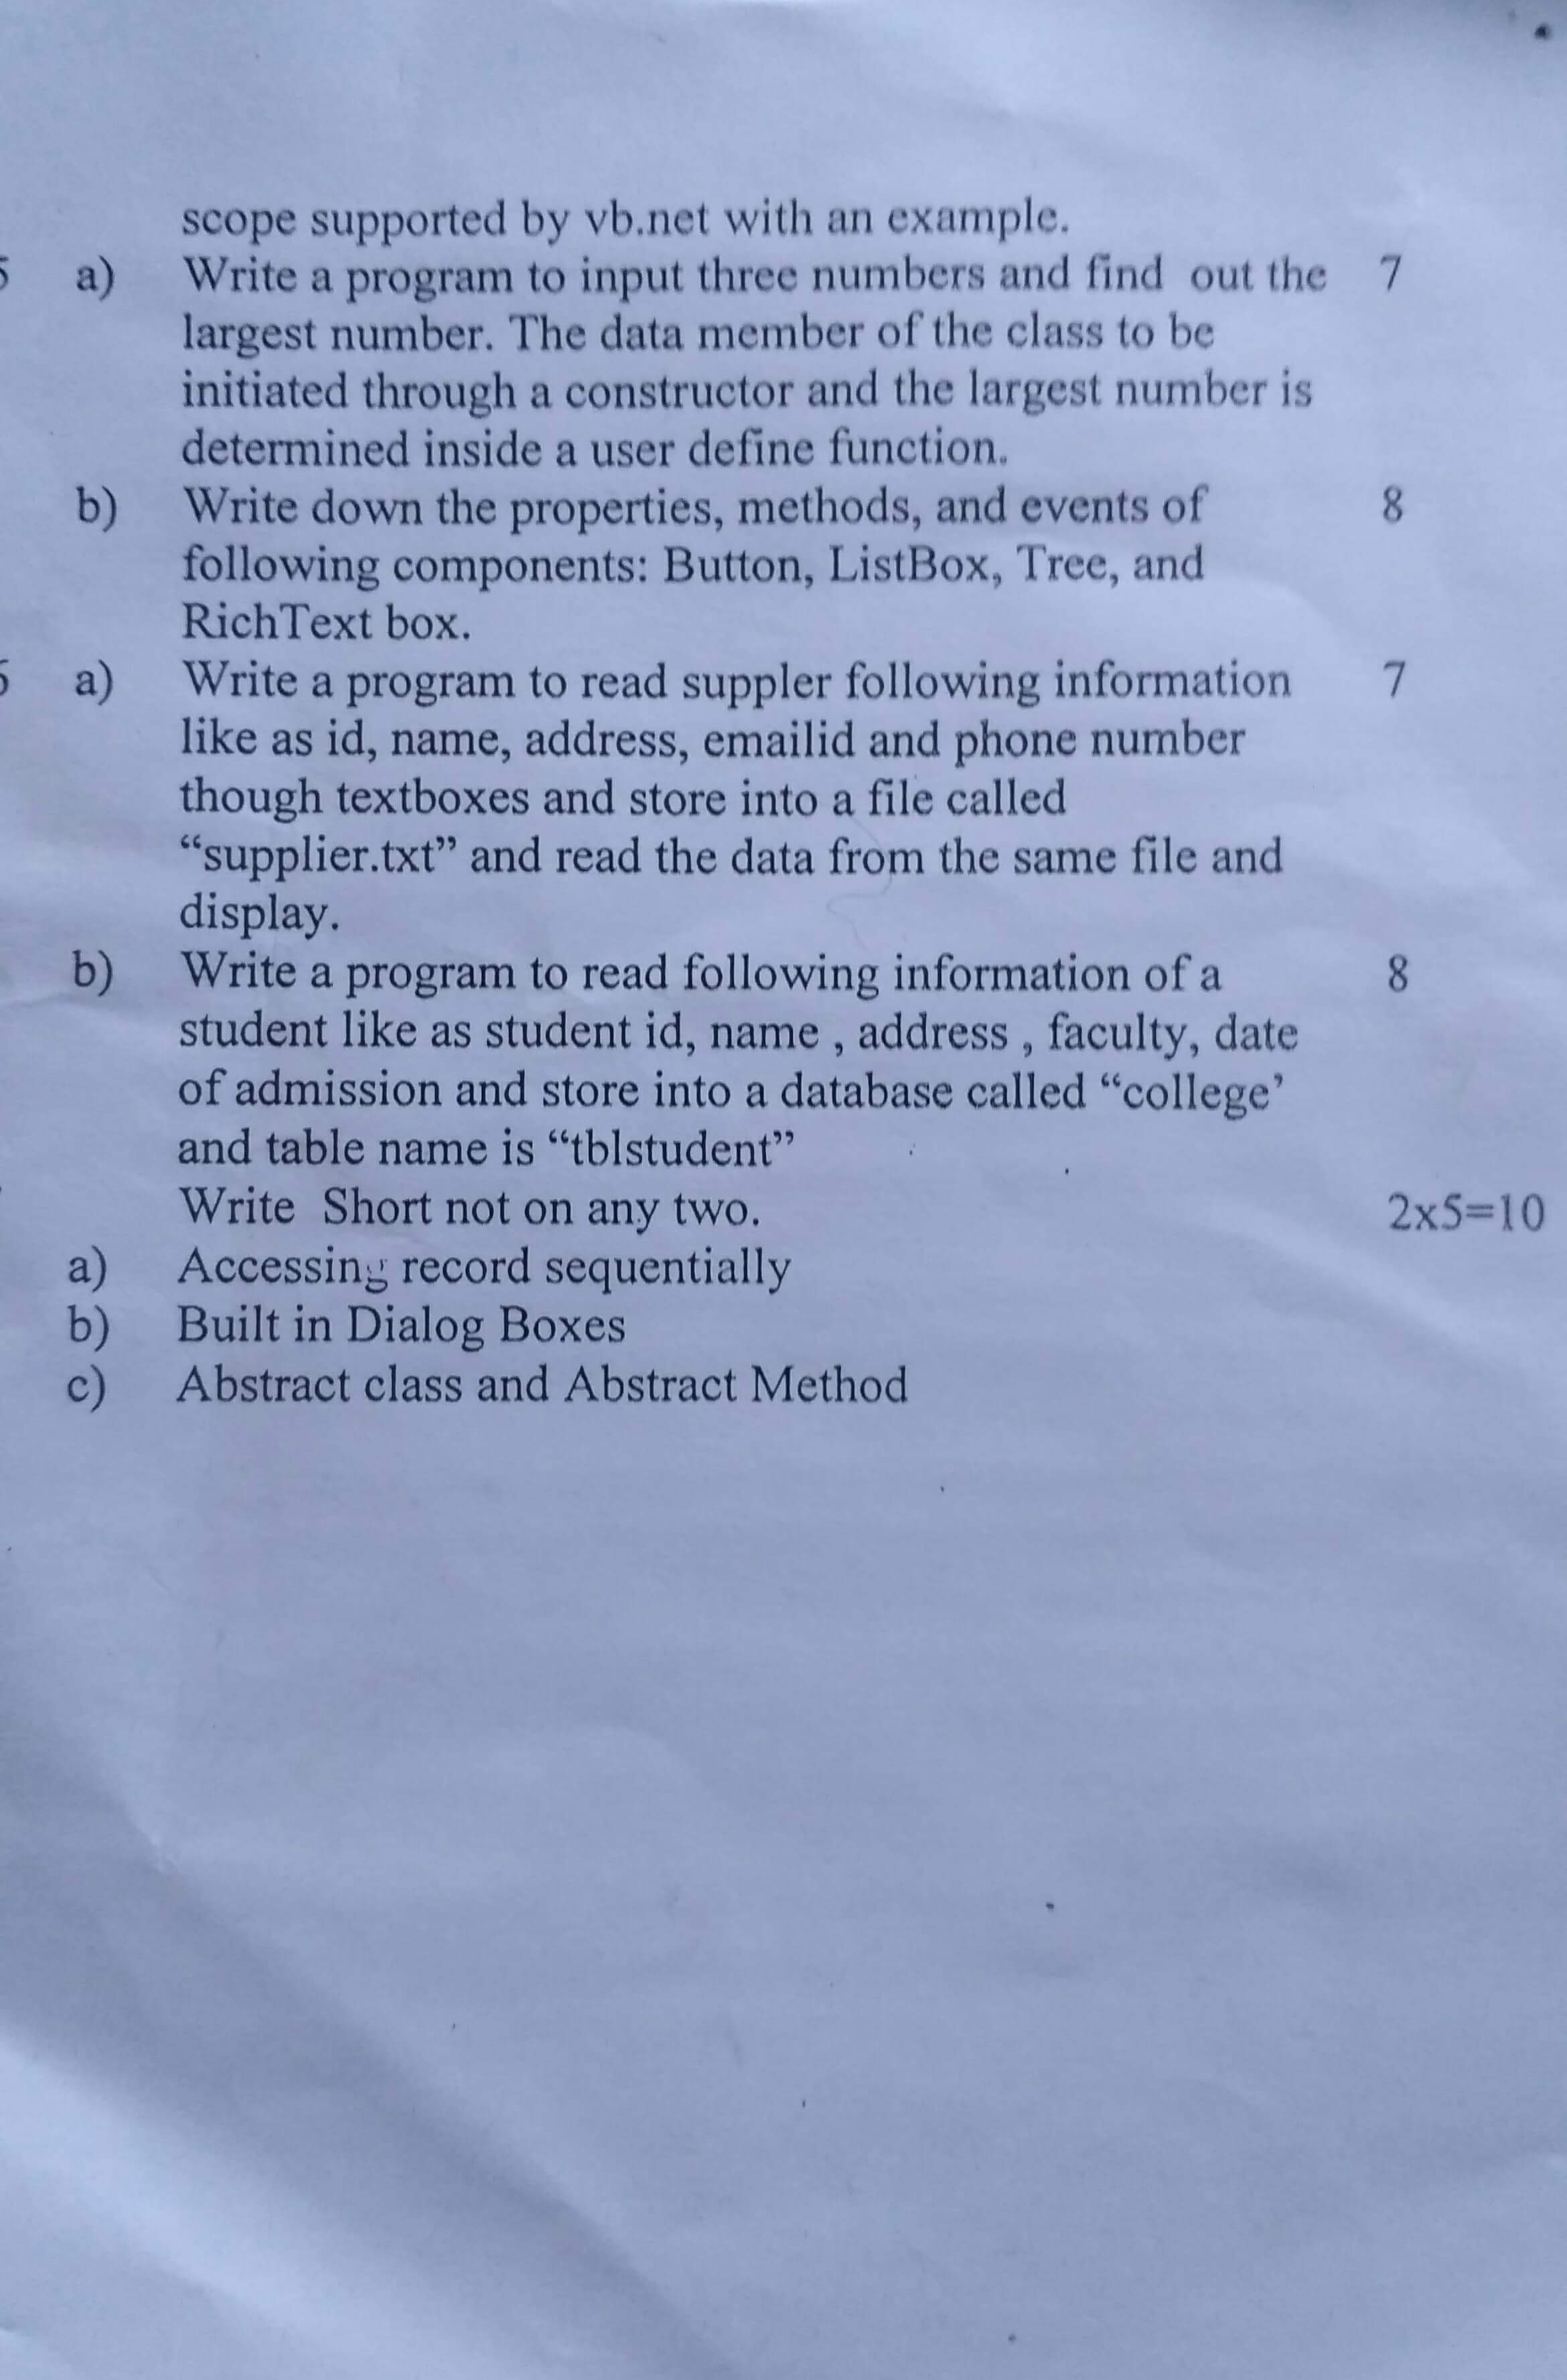 scope supported by vb.net with an example.
a) Write a program to input three numbers and find out the 7
largest number. The data member of the class to be
initiated through a constructor and the largest number is
determined inside a user define function.
b) Write down the properties, methods, and events of 8
following components: Button, ListBox, Tree, and
RichText box.
a) Write a program to read suppler following information 7
like as id, name, address, emailid and phone number
though textboxes and store into a file called
“supplier.txt” and read the data from the same file and
display.
b) Write a program to read following information of a 8
student like as student id, name , address , faculty, date
of admission and store into a database called “college’
and table name is “tblstudent”
Write Short not on any two. 2x5=10
a) Accessing record sequentially
b) Built in Dialog Boxes
c) Abstract class and Abstract Method